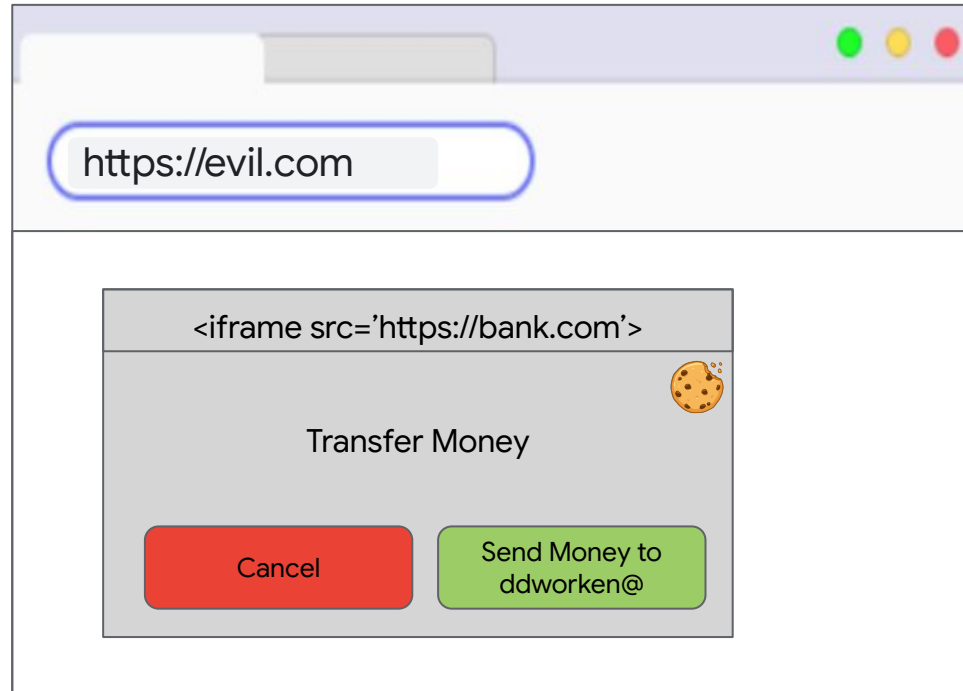 https://evil.com
<iframe src=’https://bank.com’>
Transfer Money
Cancel
Send Money to
ddworken@